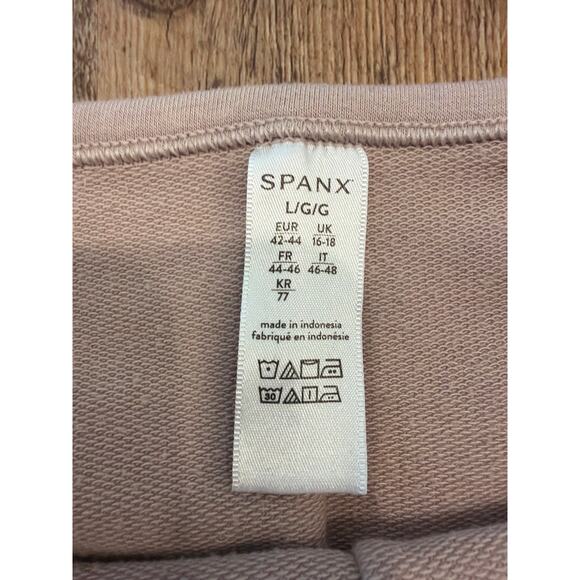 SPANX
L/G/G
EUR UK
42-44 16-18
FR IT
44-46 46-48
KR
77
made in indonesia
fabriqué en indonésie
30